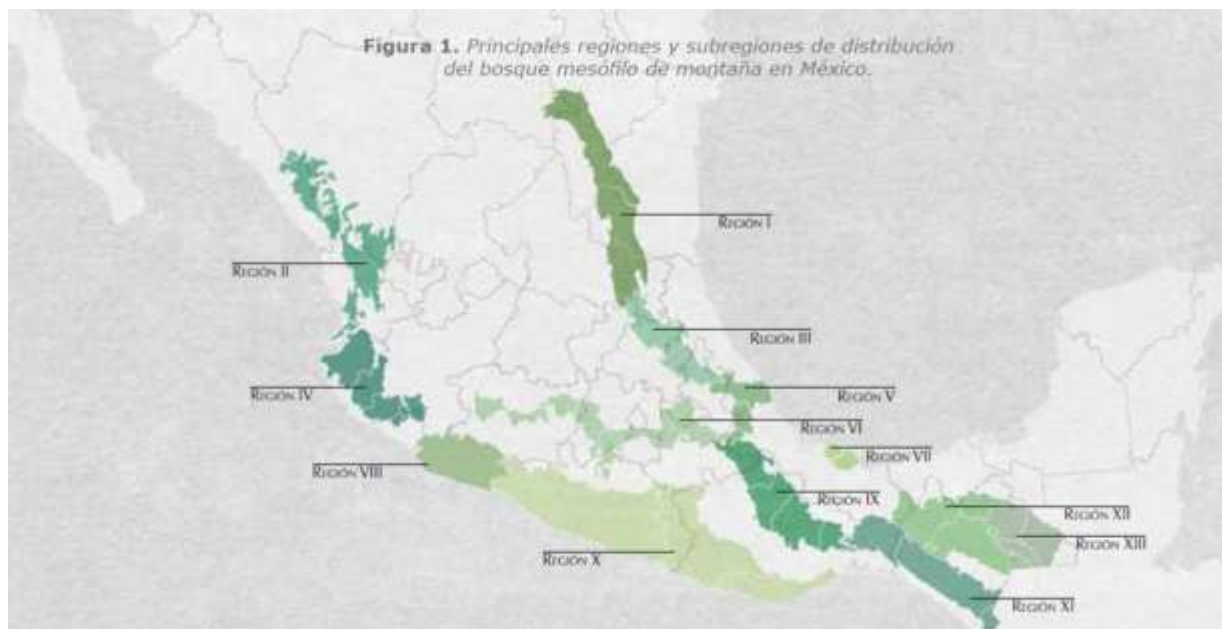 Figura 1. Principales regiones y subregiones de distribución
del bosque mesófilo de montaña en México.
REGIÓN I
REGIÓN II
REGIÓN III
REGIÓN IV
REGIÓN V
REGIÓN VI
REGIÓN VII
REGIÓN VIII
REGIÓN IX
REGIÓN XII
REGIÓN XIII
REGIÓN X
REGIÓN XI